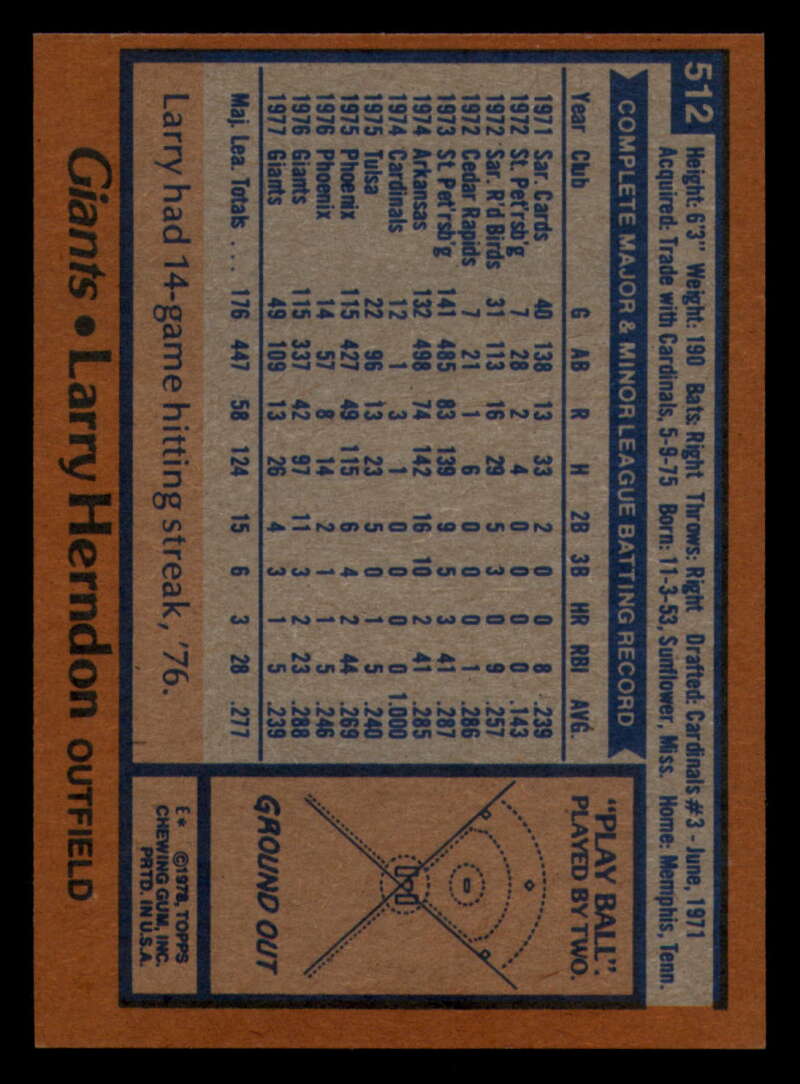 512
Height: 6'3" Weight: 190 Bats: Right Throws: Right Drafted: Cardinals #3 - June, 1971
Acquired: Trade with Cardinals, 5-9-75 Born: 11-3-53, Sunflower, Miss. Home: Memphis, Tenn.
COMPLETE MAJOR & MINOR LEAGUE BATTING RECORD
Year Club G AB R H 2B 3B HR RBI AVG.
1971 Sar. Cards 40 138 13 33 2 0 0 8 .239
1972 St. Pet'rsb'g 7 28 2 4 0 0 0 0 .143
1972 Sar. R'd Birds 31 113 16 29 5 3 0 9 .257
1972 Cedar Rapids 7 21 1 6 0 0 0 1 .286
1973 St. Pet'rsb'g 141 485 83 139 9 5 3 41 .287
1974 Arkansas 132 498 74 142 16 10 2 41 .285
1974 Cardinals 12 1 3 1 0 0 0 0 1.000
1975 Tulsa 22 96 13 23 5 0 1 5 .240
1975 Phoenix 115 427 49 115 6 4 2 44 .269
1976 Phoenix 14 57 8 14 2 1 1 5 .246
1976 Giants 115 337 42 97 11 3 2 23 .288
1977 Giants 49 109 13 26 4 3 1 5 .239
Maj. Lea. Totals ... 176 447 58 124 15 6 3 28 .277
Larry had 14-game hitting streak, '76.
"PLAY BALL".
PLAYED BY TWO.
GROUND OUT
E* ©1978, TOPPS
CHEWING GUM, INC.
PRTD. IN U.S.A.
Giants • Larry Herndon OUTFIELD